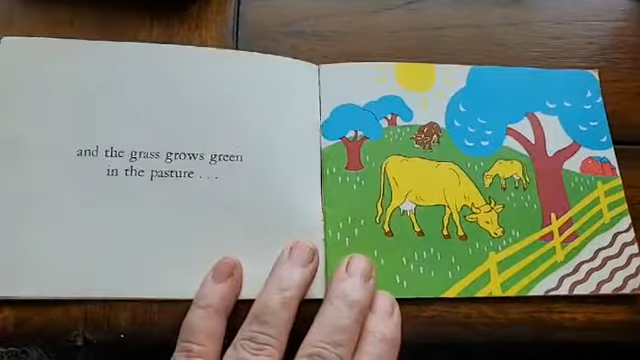 and the grass grows green
in the pasture . . .